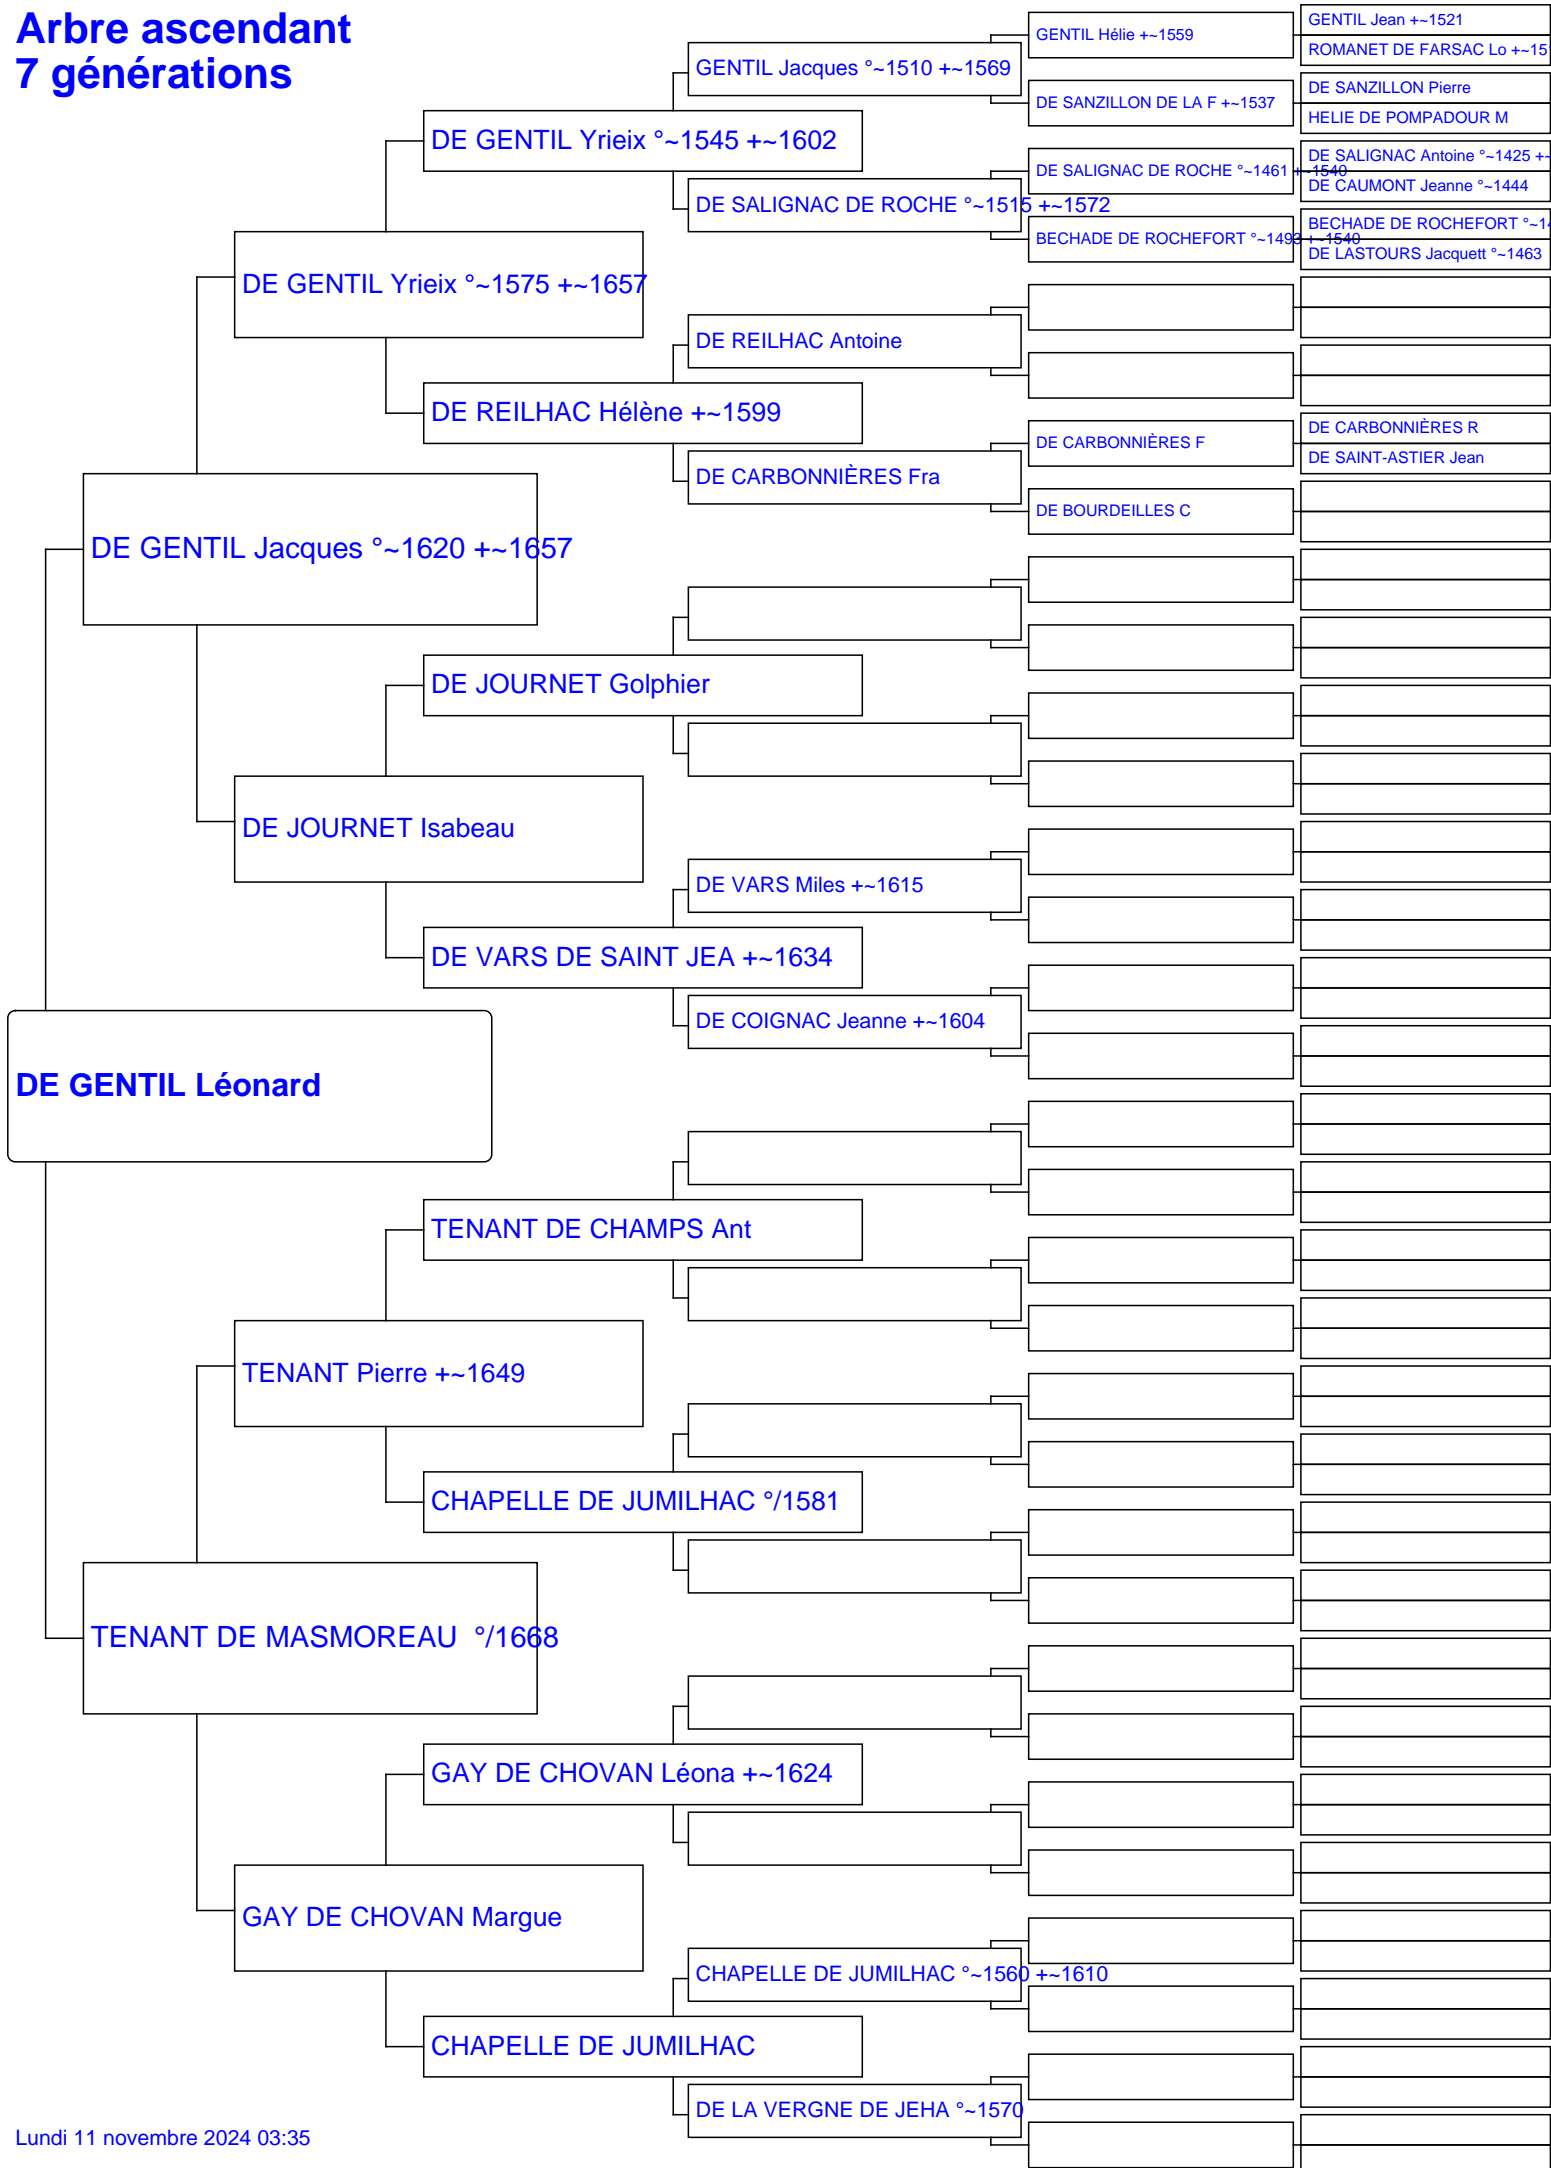 Arbre ascendant
7 générations
GENTIL Jean +~1521
GENTIL Hélie +~1559
ROMANET DE FARSAC Lo +~15
GENTIL Jacques °~1510 +~1569
DE SANZILLON Pierre
DE SANZILLON DE LA F +~1537
HELIE DE POMPADOUR M
DE GENTIL Yrieix °~1545 +~1602
DE SALIGNAC Antoine °~1425 +~
DE SALIGNAC DE ROCHE °~1461 +~1540
DE CAUMONT Jeanne °~1444
DE SALIGNAC DE ROCHE °~1515 +~1572
BECHADE DE ROCHEFORT °~14
BECHADE DE ROCHEFORT °~1493 +~1540
DE LASTOURS Jacquett °~1463
DE GENTIL Yrieix °~1575 +~1657
DE REILHAC Antoine
DE REILHAC Hélène +~1599
DE CARBONNIÈRES R
DE CARBONNIÈRES F
DE SAINT-ASTIER Jean
DE CARBONNIÈRES Fra
DE BOURDEILLES C
DE GENTIL Jacques °~1620 +~1657
DE JOURNET Golphier
DE JOURNET Isabeau
DE VARS Miles +~1615
DE VARS DE SAINT JEA +~1634
DE COIGNAC Jeanne +~1604
DE GENTIL Léonard
TENANT DE CHAMPS Ant
TENANT Pierre +~1649
CHAPELLE DE JUMILHAC °/1581
TENANT DE MASMOREAU °/1668
GAY DE CHOVAN Léona +~1624
GAY DE CHOVAN Margue
CHAPELLE DE JUMILHAC °~1560 +~1610
CHAPELLE DE JUMILHAC
DE LA VERGNE DE JEHA °~1570
Lundi 11 novembre 2024 03:35